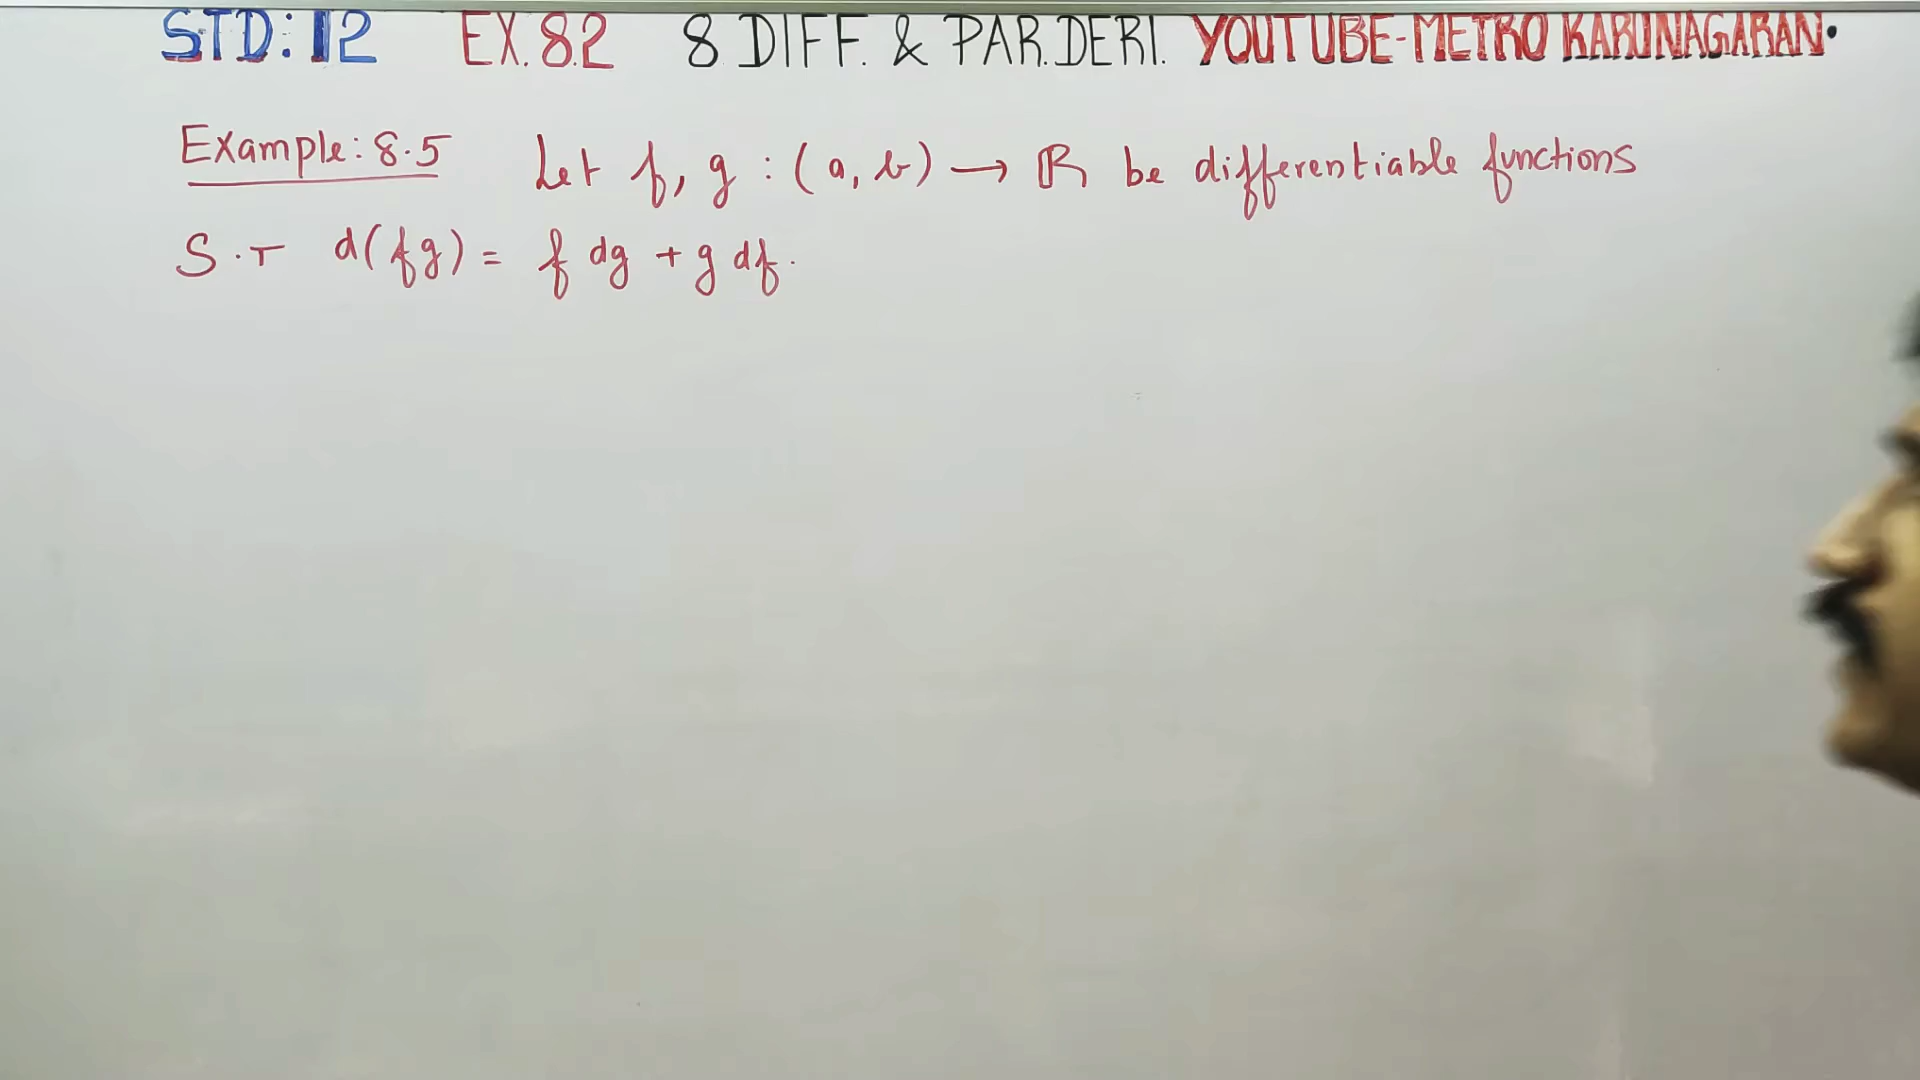 STD: 12 EX. 8.2 8 DIFF. & PAR. DERI. YOUTUBE-METRO KARUNAGARAN.
Example: 8.5 Let f, g : (a, b) → ℝ be differentiable functions
S.T d(fg) = f dg + g df.